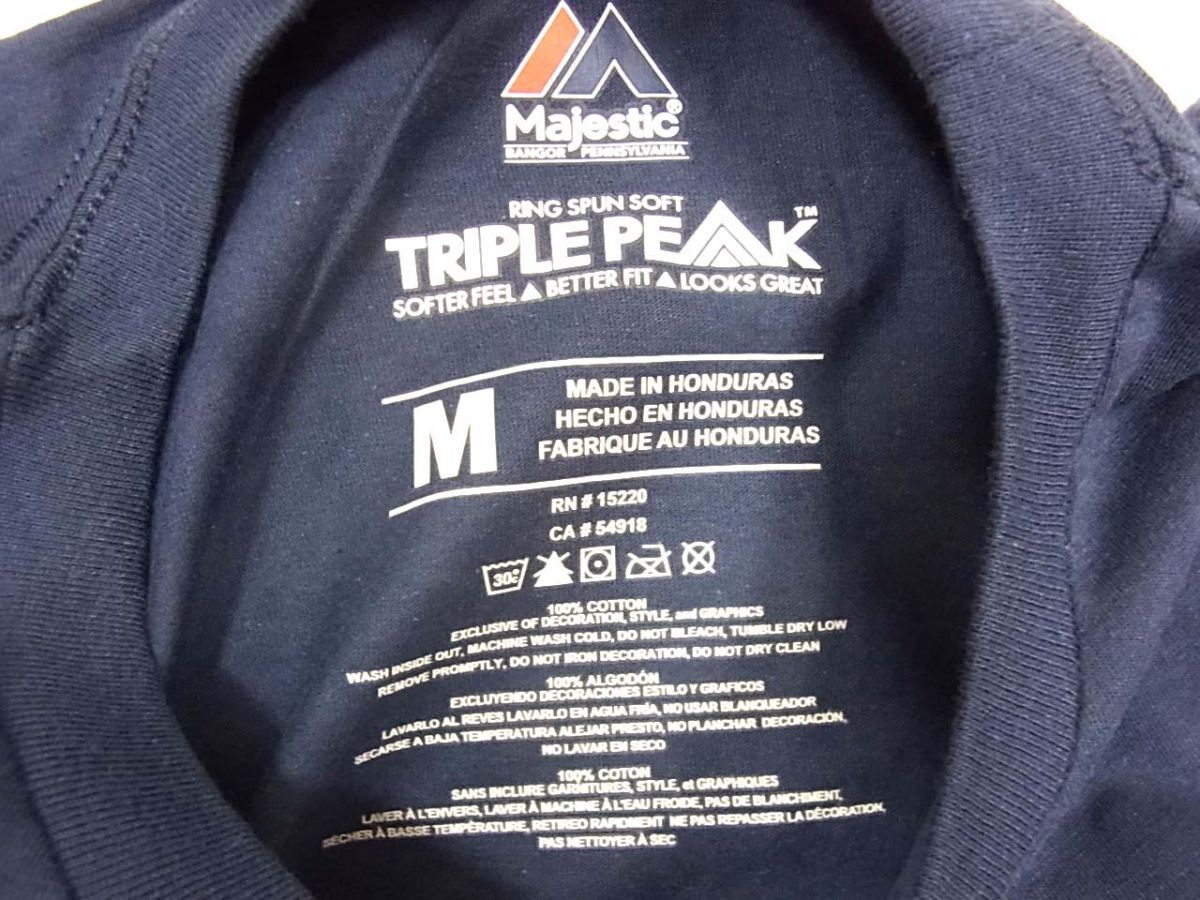 Majestic®
BANGOR PENNSYLVANIA
RING SPUN SOFT
TRIPLE PEAK™
SOFTER FEEL ▲ BETTER FIT ▲ LOOKS GREAT
M
MADE IN HONDURAS
HECHO EN HONDURAS
FABRIQUE AU HONDURAS
RN # 15220
CA # 54918
30c
100% COTTON
EXCLUSIVE OF DECORATION, STYLE, and GRAPHICS
WASH INSIDE OUT, MACHINE WASH COLD, DO NOT BLEACH, TUMBLE DRY LOW
REMOVE PROMPTLY, DO NOT IRON DECORATION, DO NOT DRY CLEAN
100% ALGODÓN
EXCLUYENDO DECORACIONES ESTILO Y GRAFICOS
LAVARLO AL REVES LAVARLO EN AGUA FRÍA, NO USAR BLANQUEADOR
SECARSE A BAJA TEMPERATURA ALEJAR PRESTO, NO PLANCHAR DECORACIÓN,
NO LAVAR EN SECO
100% COTON
SANS INCLURE GARNITURES, STYLE, et GRAPHIQUES
LAVER À L'ENVERS, LAVER À MACHINE À L'EAU FROIDE, PAS DE BLANCHIMENT,
SÉCHER À BASSE TEMPÉRATURE, RETIREO RAPIDMENT NE PAS REPASSER LA DÉCORATION,
PAS NETTOYER À SEC